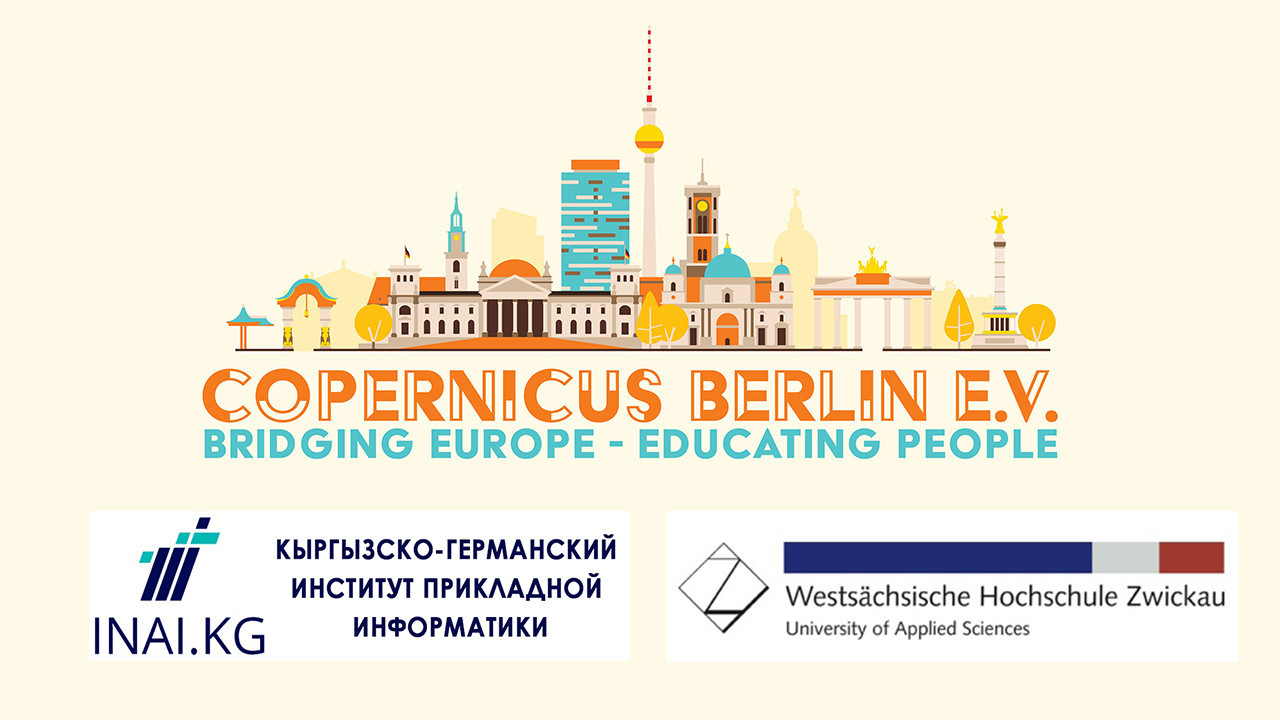 COPERNICUS BERLIN E.V.
BRIDGING EUROPE - EDUCATING PEOPLE
INAI.KG
КЫРГЫЗСКО-ГЕРМАНСКИЙ
ИНСТИТУТ ПРИКЛАДНОЙ
ИНФОРМАТИКИ
Westsächsische Hochschule Zwickau
University of Applied Sciences